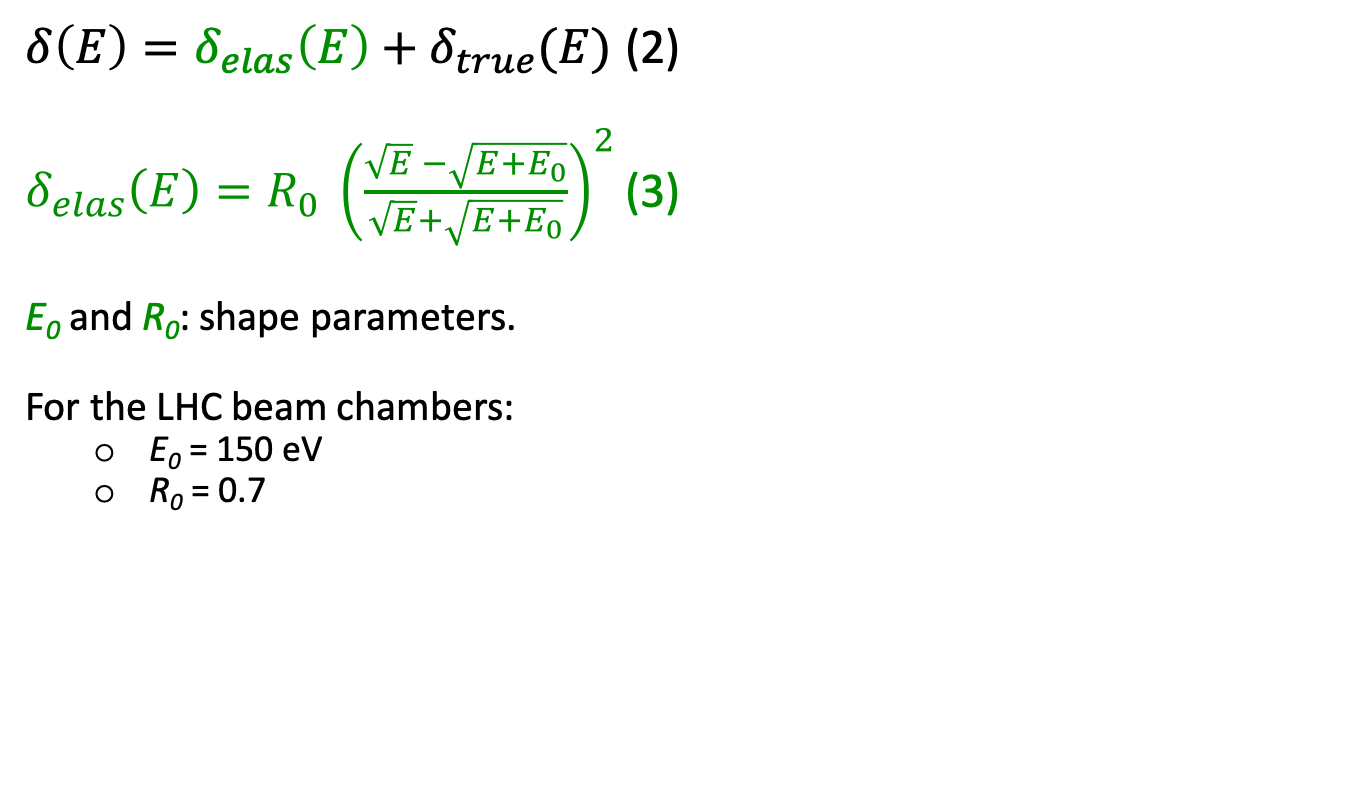 δ(E) = δ_elas(E) + δ_true(E) (2)
δ_elas(E) = R_0 ((√E − √(E+E_0))/(√E+√(E+E_0)))^2 (3)
E_0 and R_0: shape parameters.
For the LHC beam chambers:
○ E_0 = 150 eV
○ R_0 = 0.7